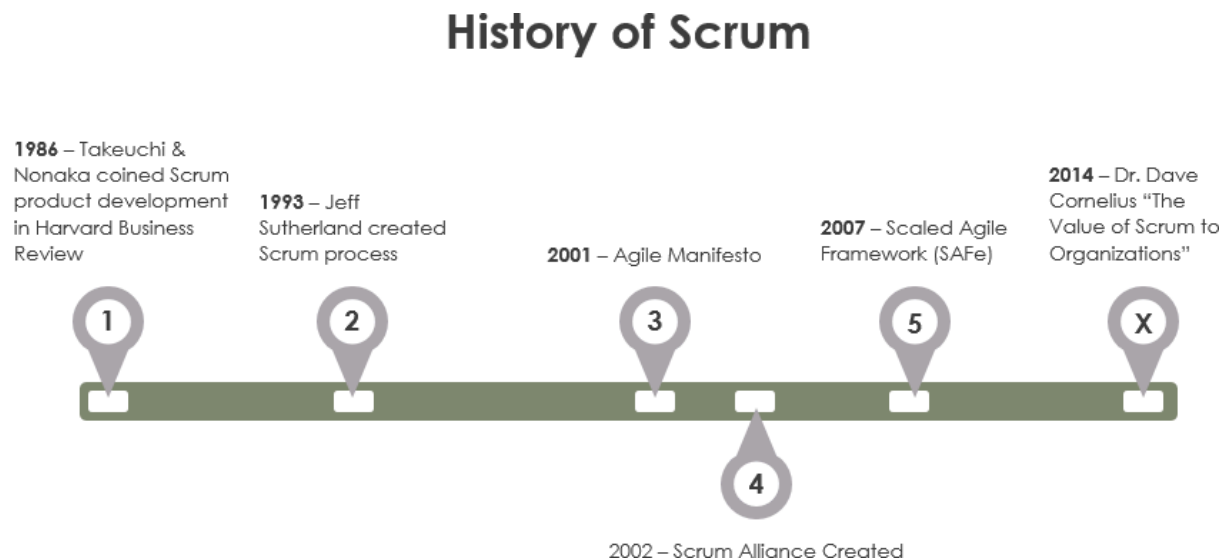 History of Scrum
1986 – Takeuchi &
Nonaka coined Scrum
product development
in Harvard Business
Review
1993 – Jeff
Sutherland created
Scrum process
2001 – Agile Manifesto
2007 – Scaled Agile
Framework (SAFe)
2014 – Dr. Dave
Cornelius “The
Value of Scrum to
Organizations”
1
2
3
5
X
4
2002 – Scrum Alliance Created